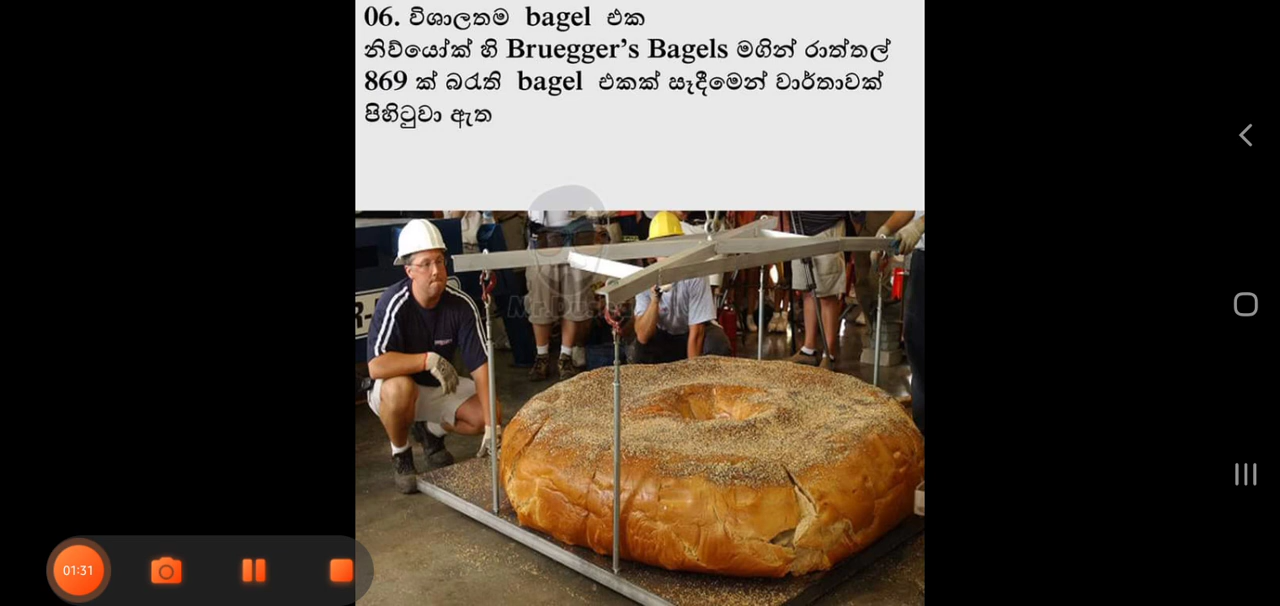 06. විශාලතම bagel එක
නිව්යෝක් හි Bruegger's Bagels මගින් රාත්තල්
869 ක් බරැති bagel එකක් සෑදීමෙන් වාර්තාවක්
පිහිටුවා ඇත
01:31